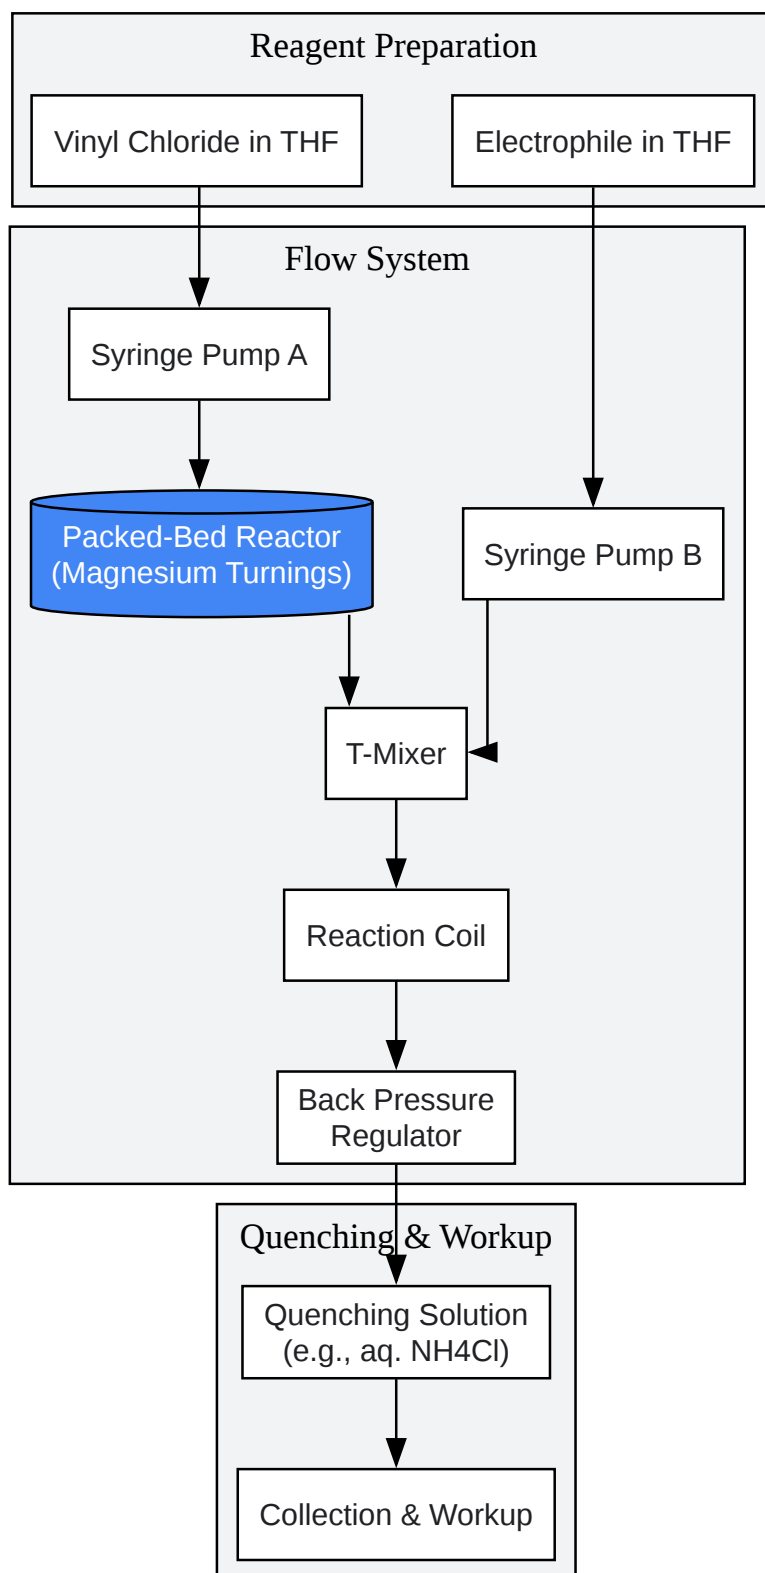 Reagent Preparation
Vinyl Chloride in THF
Electrophile in THF
Flow System
Syringe Pump A
Packed-Bed Reactor
(Magnesium Turnings)
Syringe Pump B
T-Mixer
Reaction Coil
Back Pressure
Regulator
Quenching & Workup
Quenching Solution
(e.g., aq. NH4Cl)
Collection & Workup